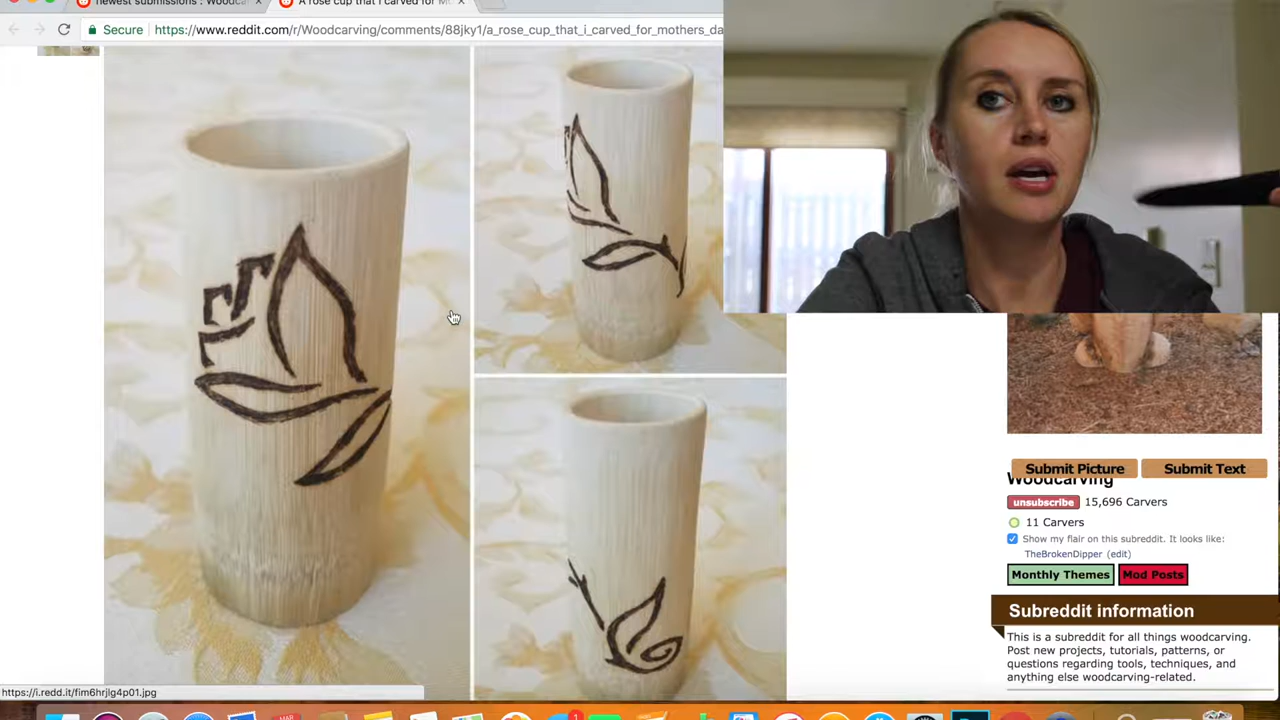 newest submissions : Woodcar
A rose cup that i carved for Mo
Secure https://www.reddit.com/r/Woodcarving/comments/88jky1/a_rose_cup_that_i_carved_for_mothers_da
Submit Picture Submit Text
Woodcarving
unsubscribe 15,696 Carvers
11 Carvers
Show my flair on this subreddit. It looks like:
TheBrokenDipper (edit)
Monthly Themes Mod Posts
Subreddit information
This is a subreddit for all things woodcarving.
Post new projects, tutorials, patterns, or
questions regarding tools, techniques, and
anything else woodcarving-related.
https://i.redd.it/fim6hrjlg4p01.jpg